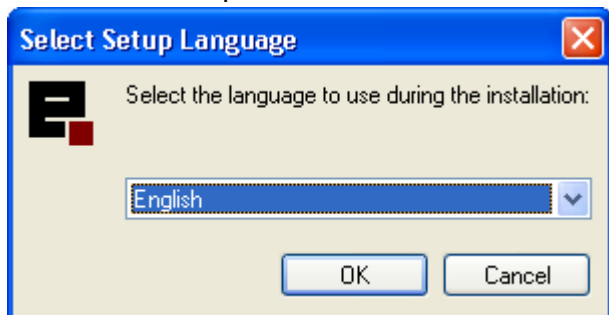 Select Setup Language
Select the language to use during the installation:
English
OK
Cancel